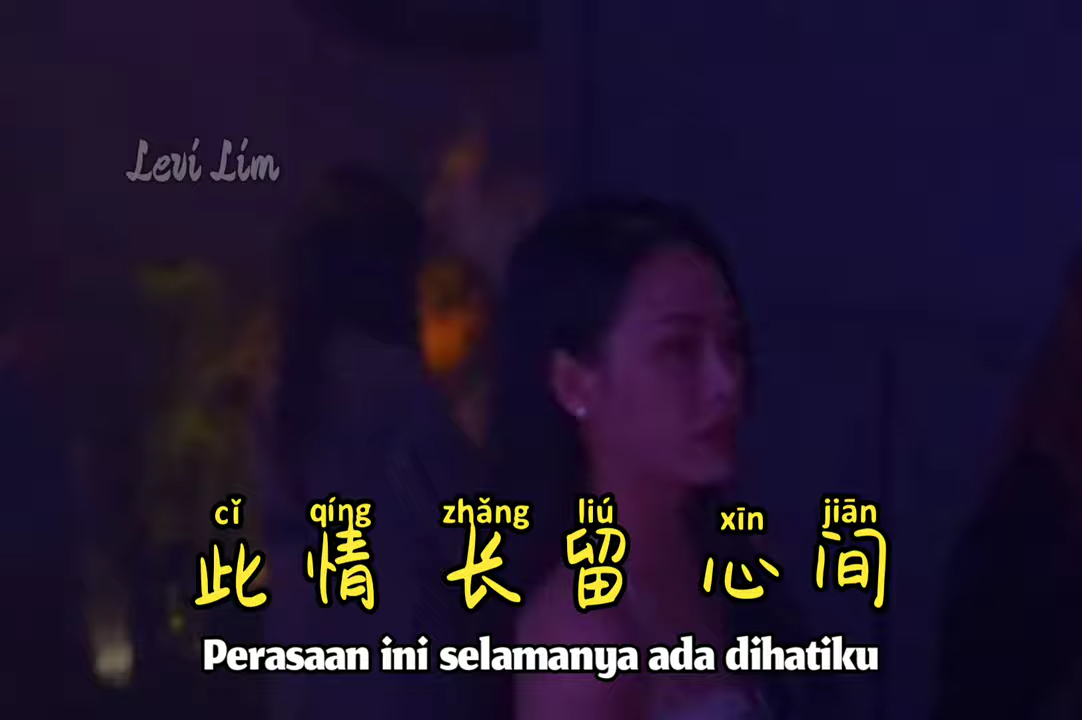 Levi Lim
cǐ qíng zhǎng liú xīn jiān
此情长留心间
Perasaan ini selamanya ada dihatiku